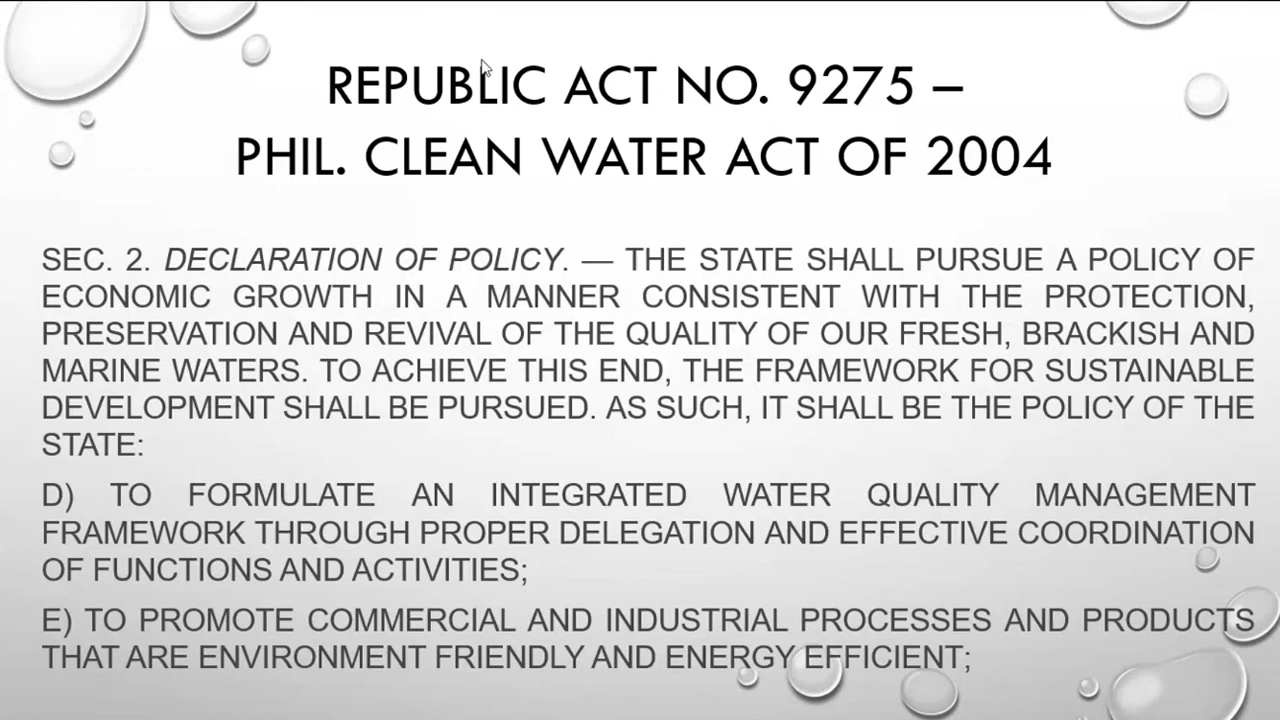 REPUBLIC ACT NO. 9275 –
PHIL. CLEAN WATER ACT OF 2004
SEC. 2. DECLARATION OF POLICY. — THE STATE SHALL PURSUE A POLICY OF
ECONOMIC GROWTH IN A MANNER CONSISTENT WITH THE PROTECTION,
PRESERVATION AND REVIVAL OF THE QUALITY OF OUR FRESH, BRACKISH AND
MARINE WATERS. TO ACHIEVE THIS END, THE FRAMEWORK FOR SUSTAINABLE
DEVELOPMENT SHALL BE PURSUED. AS SUCH, IT SHALL BE THE POLICY OF THE
STATE:
D) TO FORMULATE AN INTEGRATED WATER QUALITY MANAGEMENT
FRAMEWORK THROUGH PROPER DELEGATION AND EFFECTIVE COORDINATION
OF FUNCTIONS AND ACTIVITIES;
E) TO PROMOTE COMMERCIAL AND INDUSTRIAL PROCESSES AND PRODUCTS
THAT ARE ENVIRONMENT FRIENDLY AND ENERGY EFFICIENT;